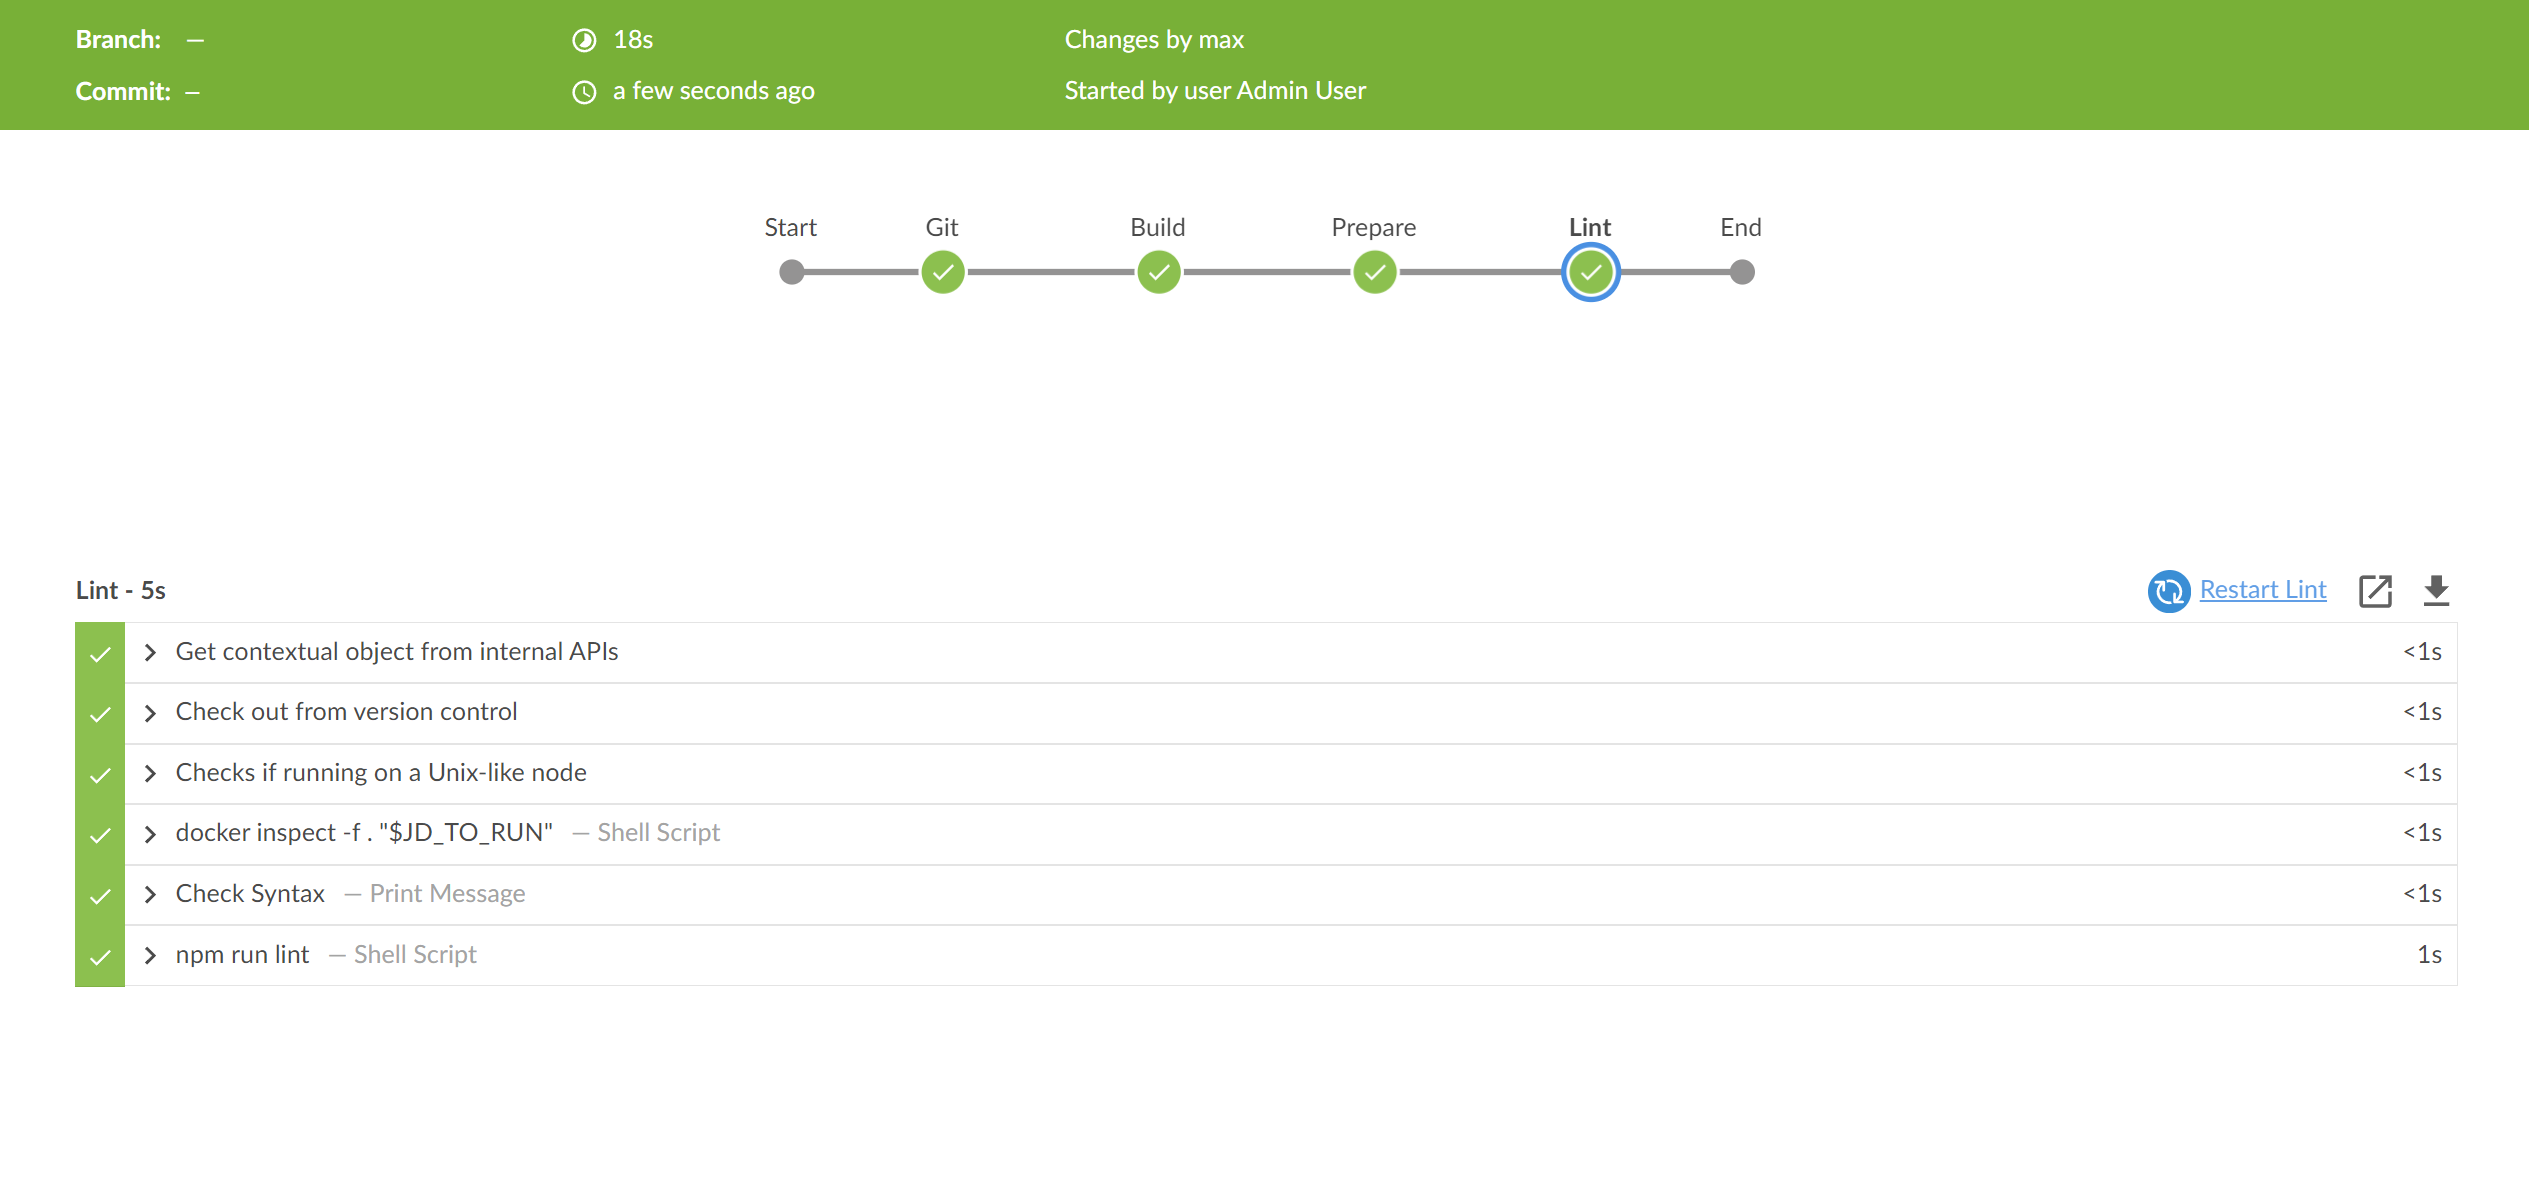 Branch: —
18s
Changes by max
Commit: —
a few seconds ago
Started by user Admin User
Start
Git
Build
Prepare
Lint
End
Lint - 5s
Restart Lint
Get contextual object from internal APIs
<1s
Check out from version control
<1s
Checks if running on a Unix-like node
<1s
docker inspect -f . "$JD_TO_RUN" — Shell Script
<1s
Check Syntax — Print Message
<1s
npm run lint — Shell Script
1s